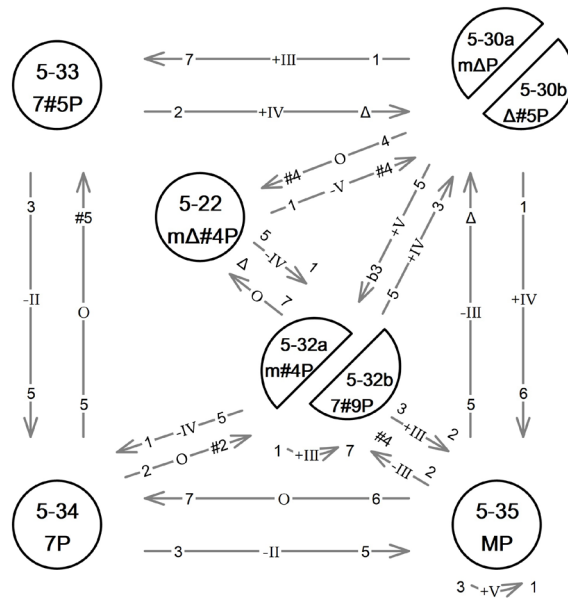 5-33
7#5P
7 +III 1
5-30a
mΔP
5-30b
Δ#5P
2 +IV Δ
#4 O 4
1 -V #4
5-22
mΔ#4P
3 -II 5
#5 O 5
5 -IV 1
Δ O 7
b3 +V 5
5 +IV 3
Δ -III 5
1 +IV 6
5-32a
m#4P
5-32b
7#9P
1 -IV 5
2 O #2
1 +III 7
3 +III 2
#4 -III 2
5-34
7P
7 O 6
3 -II 5
5-35
MP
3 +V 1